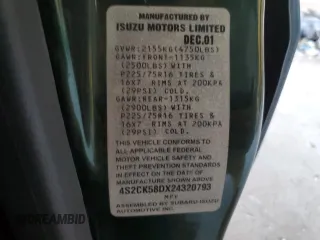 MANUFACTURED BY
ISUZU MOTORS LIMITED
DEC.01
GVWR:2155KG(4750LBS)
GAWR:FRONT-1135KG
(2500LBS) WITH
P225/75R16 TIRES &
16X7 RIMS AT 200KPA
(29PSI) COLD.
GAWR:REAR-1315KG
(2900LBS) WITH
P225/75R16 TIRES &
16X7 RIMS AT 200KPA
(29PSI) COLD.
THIS VEHICLE CONFORMS TO ALL
APPLICABLE FEDERAL
MOTOR VEHICLE SAFETY AND
THEFT PREVENTION STANDARDS
IN EFFECT ON THE DATE OF
MANUFACTURE SHOWN ABOVE.
4S2CK58DX24320793
MPV
ASSEMBLED BY SUBARU-ISUZU
AUTOMOTIVE INC.